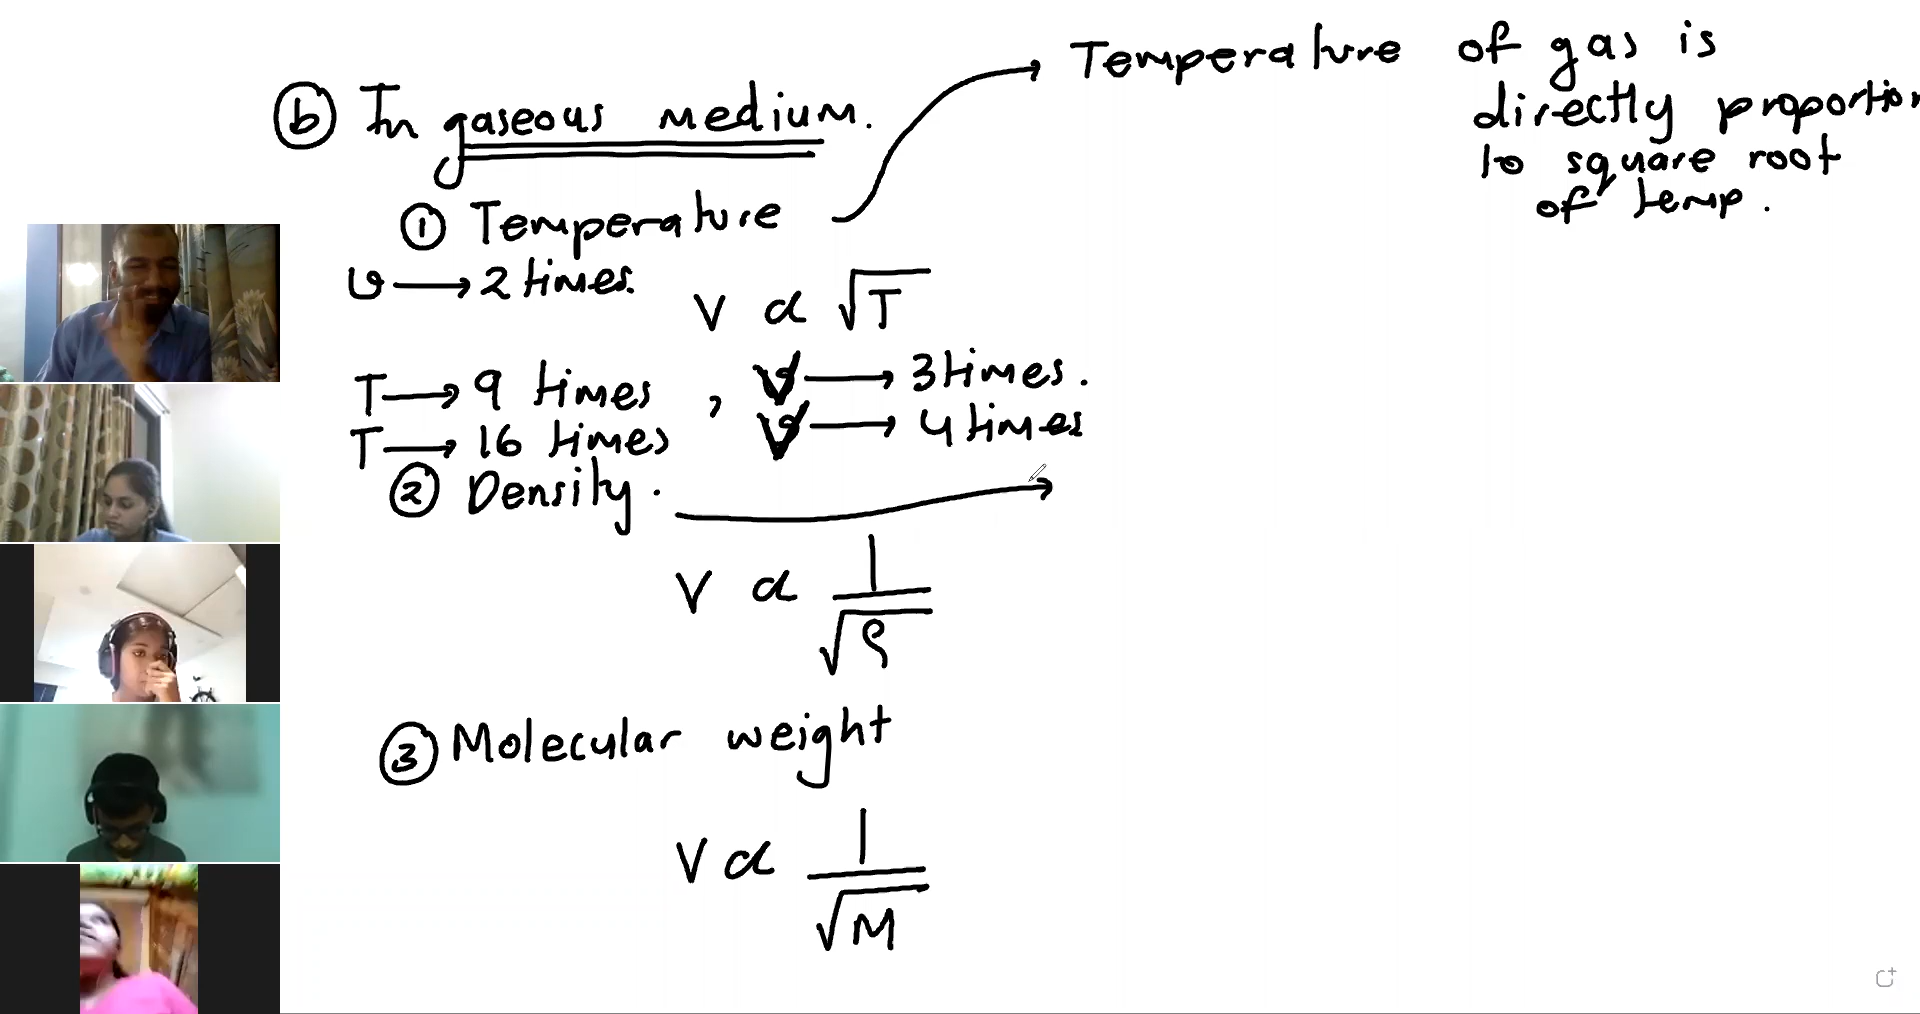 ⓑ In gaseous medium.
Temperature of gas is
directly proportion
to square root
of temp.
① Temperature
v → 2 times.
V ∝ √T
T → 9 times , V → 3 times.
T → 16 times V → 4 times
② Density.
V ∝ 1/√ρ
③ Molecular weight
V ∝ 1/√M